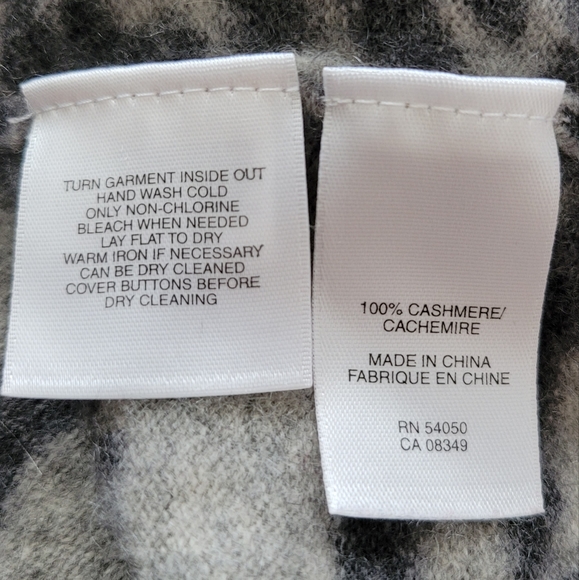 TURN GARMENT INSIDE OUT
HAND WASH COLD
ONLY NON-CHLORINE
BLEACH WHEN NEEDED
LAY FLAT TO DRY
WARM IRON IF NECESSARY
CAN BE DRY CLEANED
COVER BUTTONS BEFORE
DRY CLEANING
100% CASHMERE/
CACHEMIRE
MADE IN CHINA
FABRIQUE EN CHINE
RN 54050
CA 08349